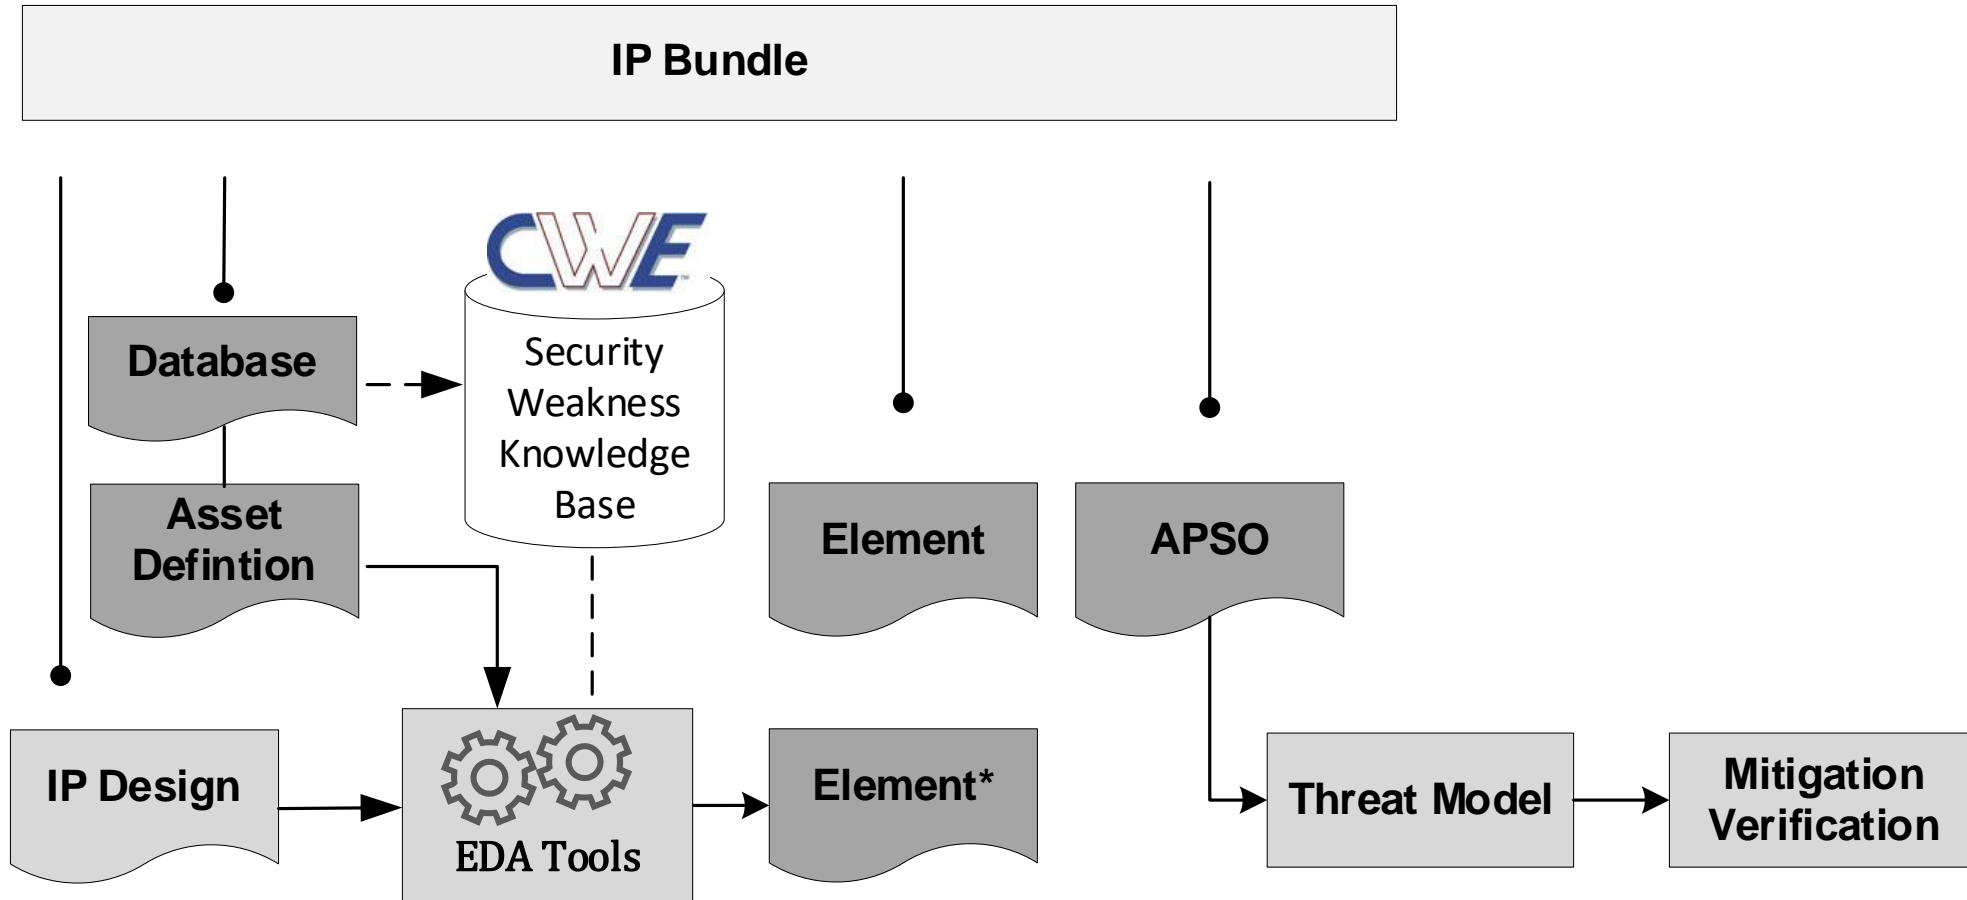 IP Bundle
CWE™
Database
Security
Weakness
Knowledge
Base
Asset
Defintion
Element
APSO
IP Design
EDA Tools
Element*
Threat Model
Mitigation
Verification